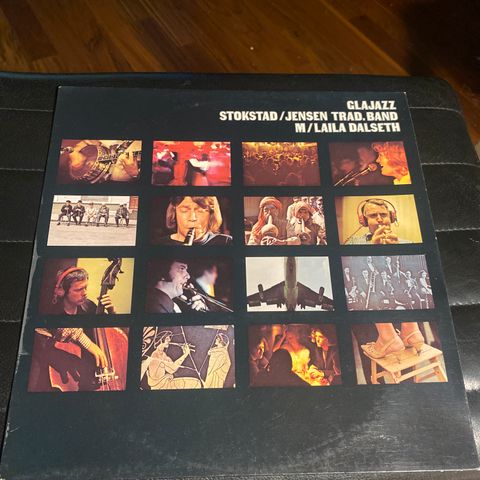 GLAJAZZ
STOKSTAD/JENSEN TRAD. BAND
M/LAILA DALSETH